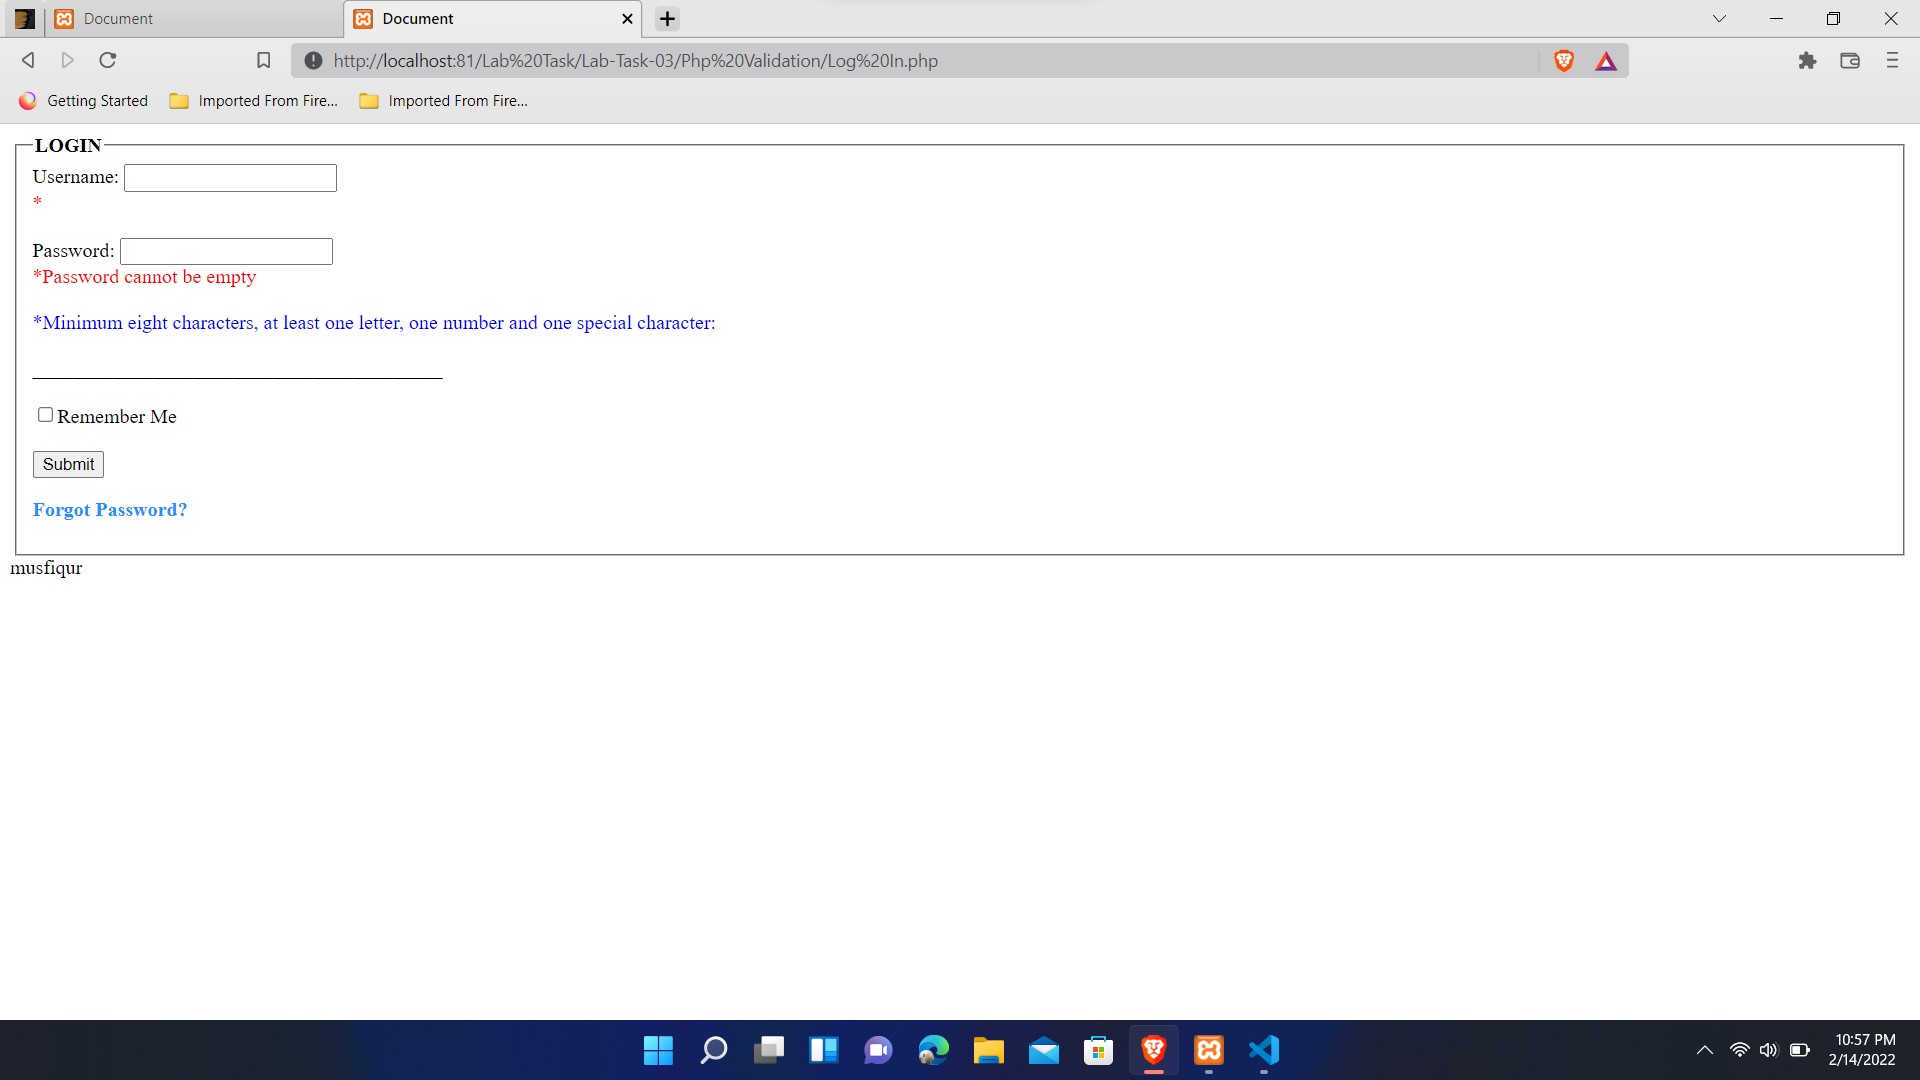 Document
Document
http://localhost:81/Lab%20Task/Lab-Task-03/Php%20Validation/Log%20In.php
Getting Started
Imported From Fire...
Imported From Fire...
LOGIN
Username:
*
Password:
*Password cannot be empty
*Minimum eight characters, at least one letter, one number and one special character:
Remember Me
Submit
Forgot Password?
musfiqur
10:57 PM
2/14/2022